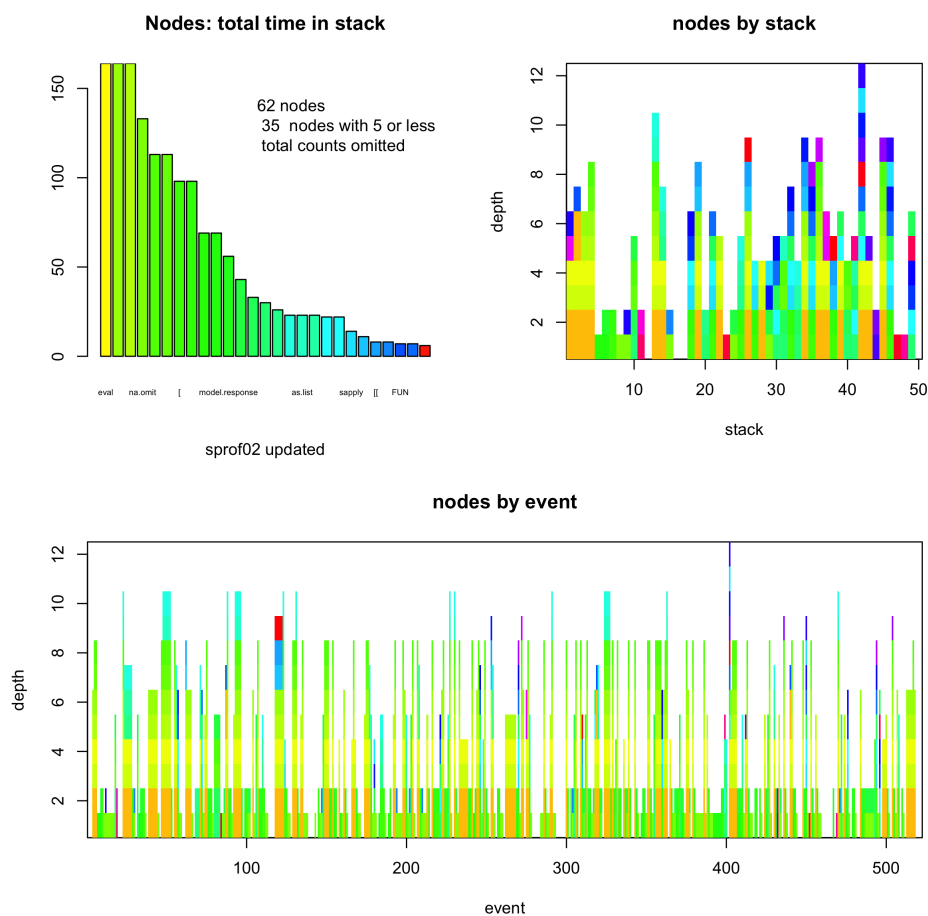 Nodes: total time in stack
150
100
50
0
62 nodes
35 nodes with 5 or less
total counts omitted
eval na.omit [ model.response as.list sapply [[ FUN
sprof02 updated
nodes by stack
depth
12
10
8
6
4
2
10 20 30 40 50
stack
nodes by event
depth
12
10
8
6
4
2
100 200 300 400 500
event